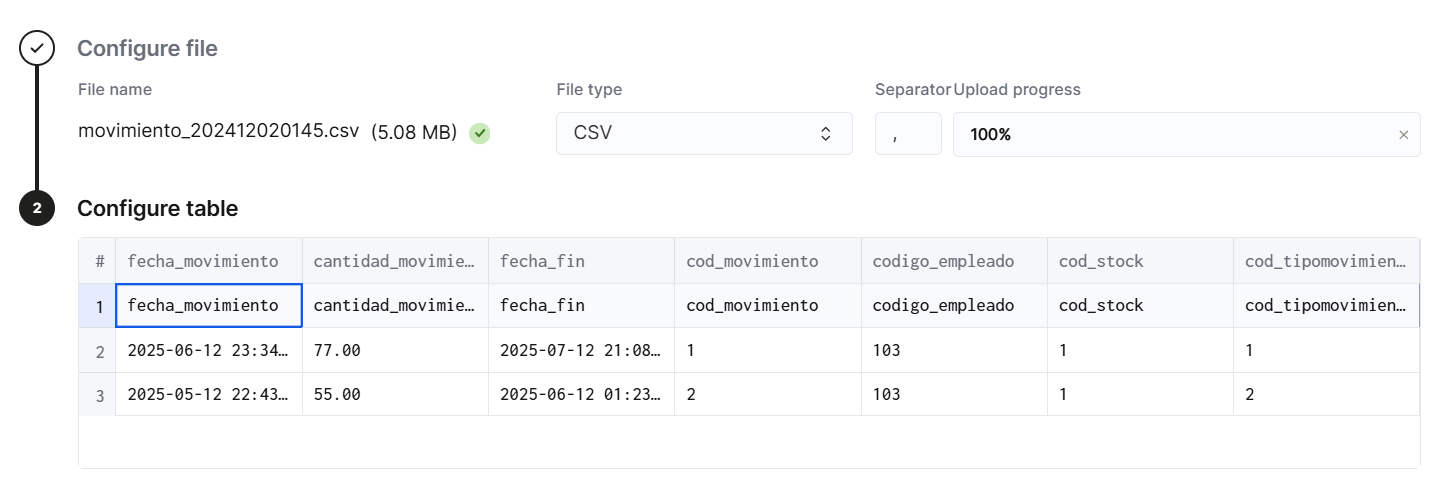 Configure file
File name File type Separator Upload progress
movimiento_202412020145.csv (5.08 MB) CSV , 100% ×
2 Configure table
# fecha_movimiento cantidad_movimie… fecha_fin cod_movimiento codigo_empleado cod_stock cod_tipomovimien…
1 fecha_movimiento cantidad_movimie… fecha_fin cod_movimiento codigo_empleado cod_stock cod_tipomovimien…
2 2025-06-12 23:34… 77.00 2025-07-12 21:08… 1 103 1 1
3 2025-05-12 22:43… 55.00 2025-06-12 01:23… 2 103 1 2